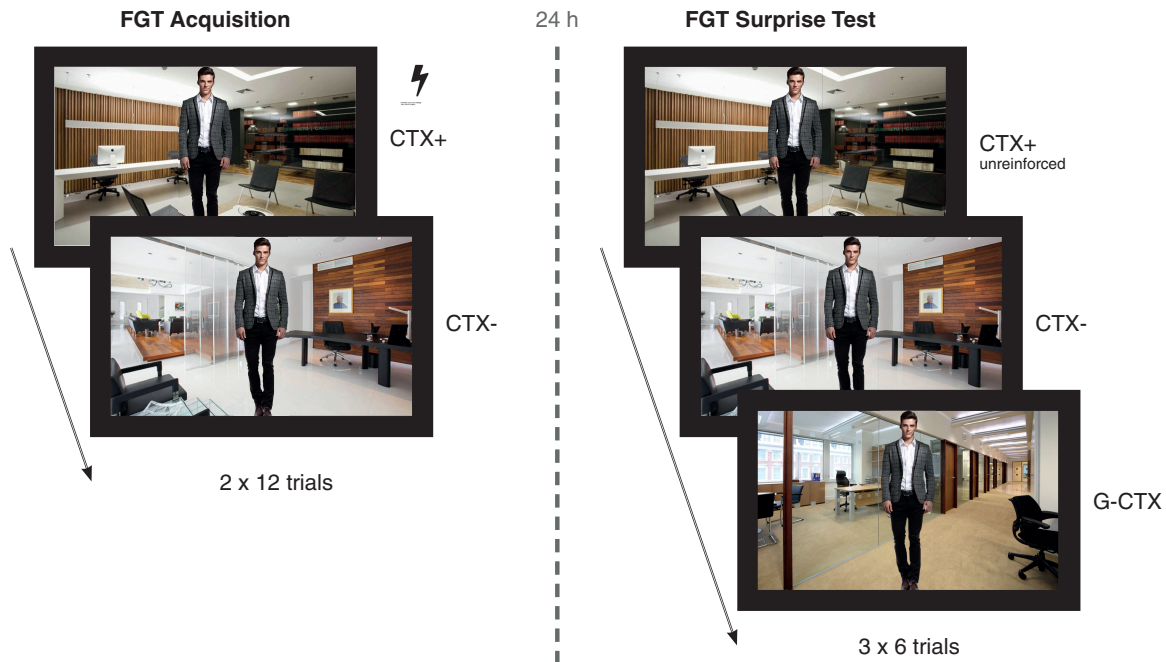 FGT Acquisition
CTX+
CTX-
2 x 12 trials
24 h
FGT Surprise Test
CTX+
unreinforced
CTX-
G-CTX
3 x 6 trials